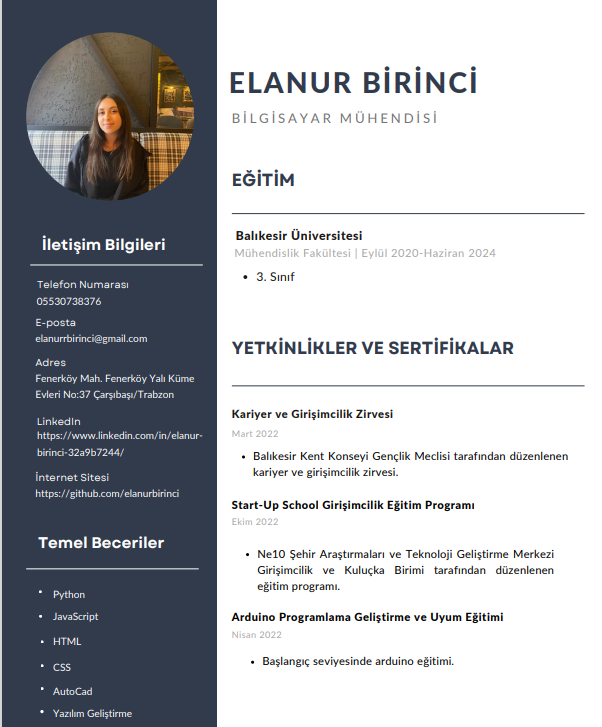 ELANUR BİRİNCİ
BİLGİSAYAR MÜHENDİSİ
İletişim Bilgileri
Telefon Numarası
05530738376
E-posta
elanurrbirinci@gmail.com
Adres
Fenerköy Mah. Fenerköy Yalı Küme
Evleri No:37 Çarşıbaşı/Trabzon
LinkedIn
https://www.linkedin.com/in/elanur-
birinci-32a9b7244/
İnternet Sitesi
https://github.com/elanurbirinci
Temel Beceriler
• Python
• JavaScript
• HTML
• CSS
• AutoCad
• Yazılım Geliştirme
EĞİTİM
Balıkesir Üniversitesi
Mühendislik Fakültesi | Eylül 2020-Haziran 2024
• 3. Sınıf
YETKİNLİKLER VE SERTİFİKALAR
Kariyer ve Girişimcilik Zirvesi
Mart 2022
• Balıkesir Kent Konseyi Gençlik Meclisi tarafından düzenlenen
kariyer ve girişimcilik zirvesi.
Start-Up School Girişimcilik Eğitim Programı
Ekim 2022
• Ne10 Şehir Araştırmaları ve Teknoloji Geliştirme Merkezi
Girişimcilik ve Kuluçka Birimi tarafından düzenlenen
eğitim programı.
Arduino Programlama Geliştirme ve Uyum Eğitimi
Nisan 2022
• Başlangıç seviyesinde arduino eğitimi.